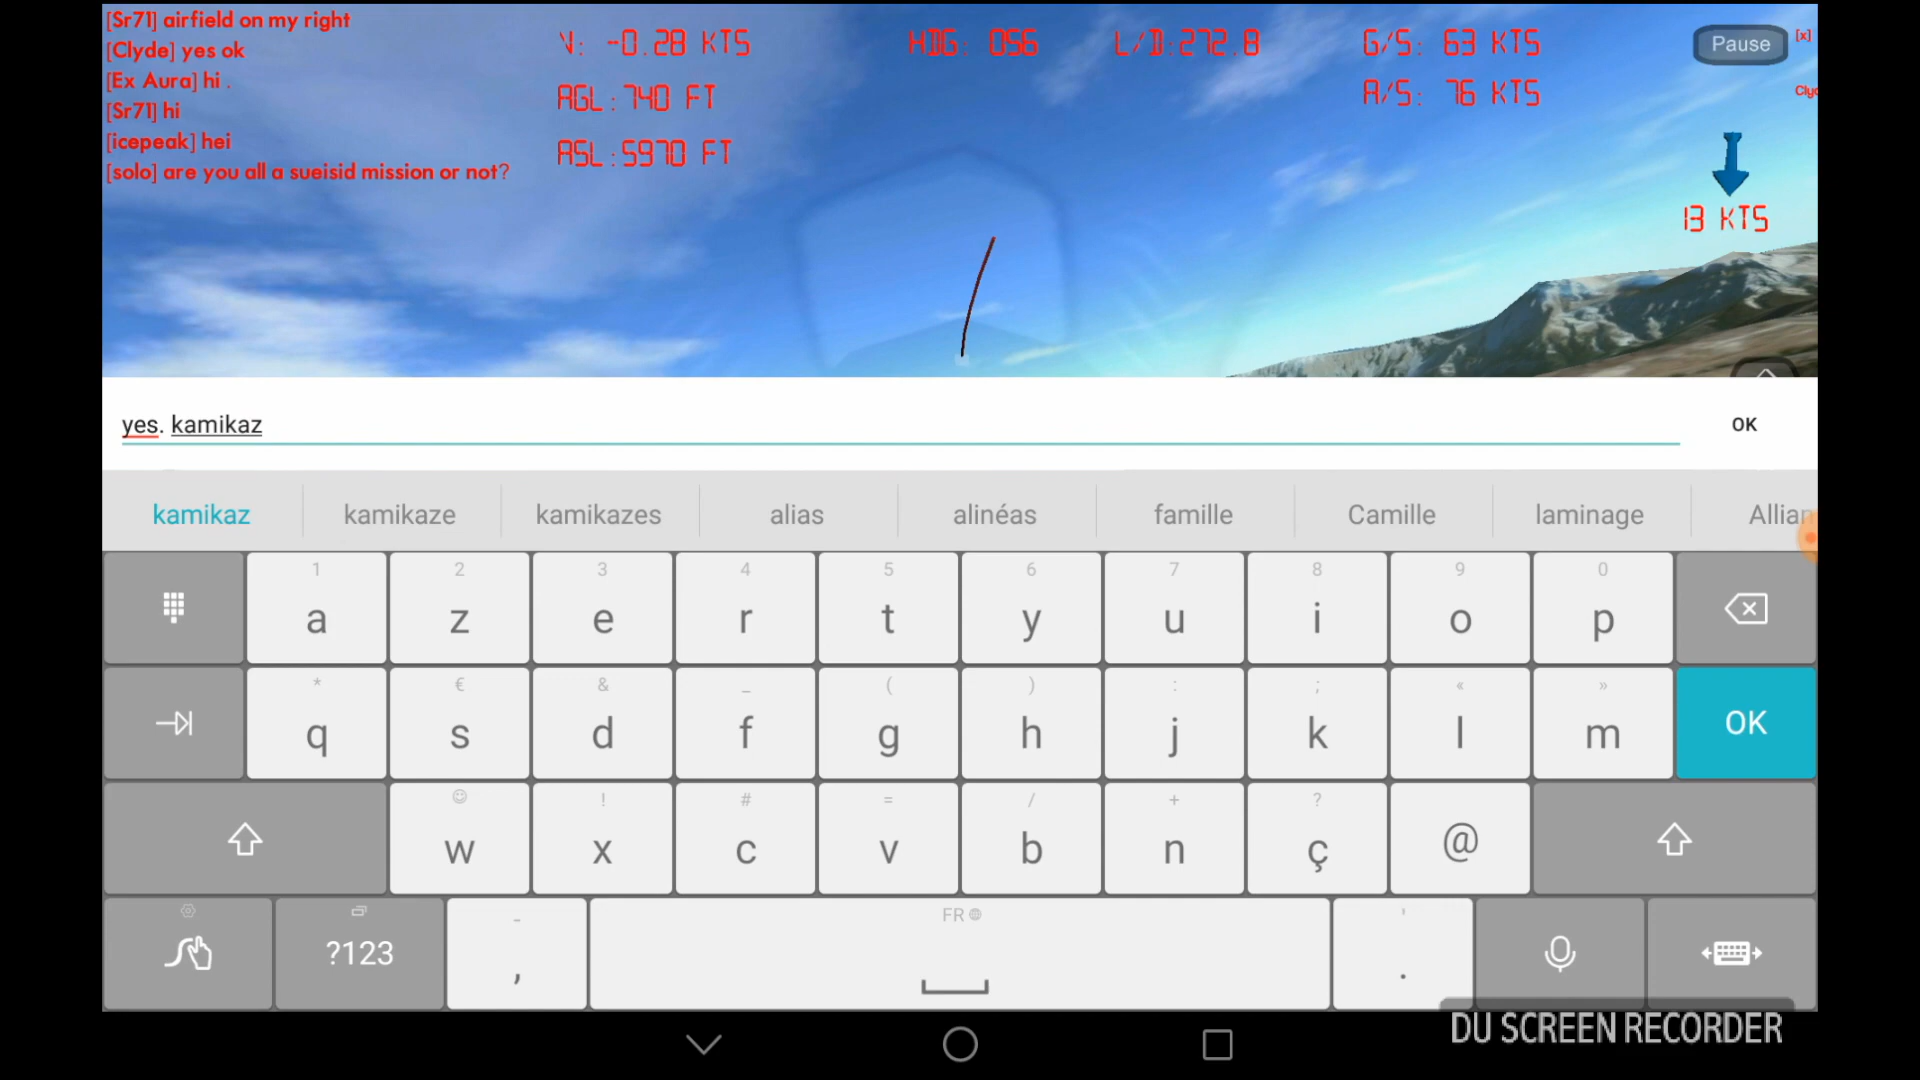 [Sr71] airfield on my right
[Clyde] yes ok
[Ex Aura] hi .
[Sr71] hi
[icepeak] hei
[solo] are you all a sueisid mission or not?
V: -0.28 KTS
AGL:740 FT
ASL:5970 FT
HDG: 056
L/D:272.8
G/S: 63 KTS
A/S: 76 KTS
Pause
[x]
13 KTS
yes. kamikaz
OK
kamikaz kamikaze kamikazes alias alinéas famille Camille laminage
1 2 3 4 5 6 7 8 9 0
a z e r t y u i o p
* € & _ ( ) : ; « »
q s d f g h j k l m OK
! # = / + ?
w x c v b n ç @
- FR '
?123 , .
DU SCREEN RECORDER